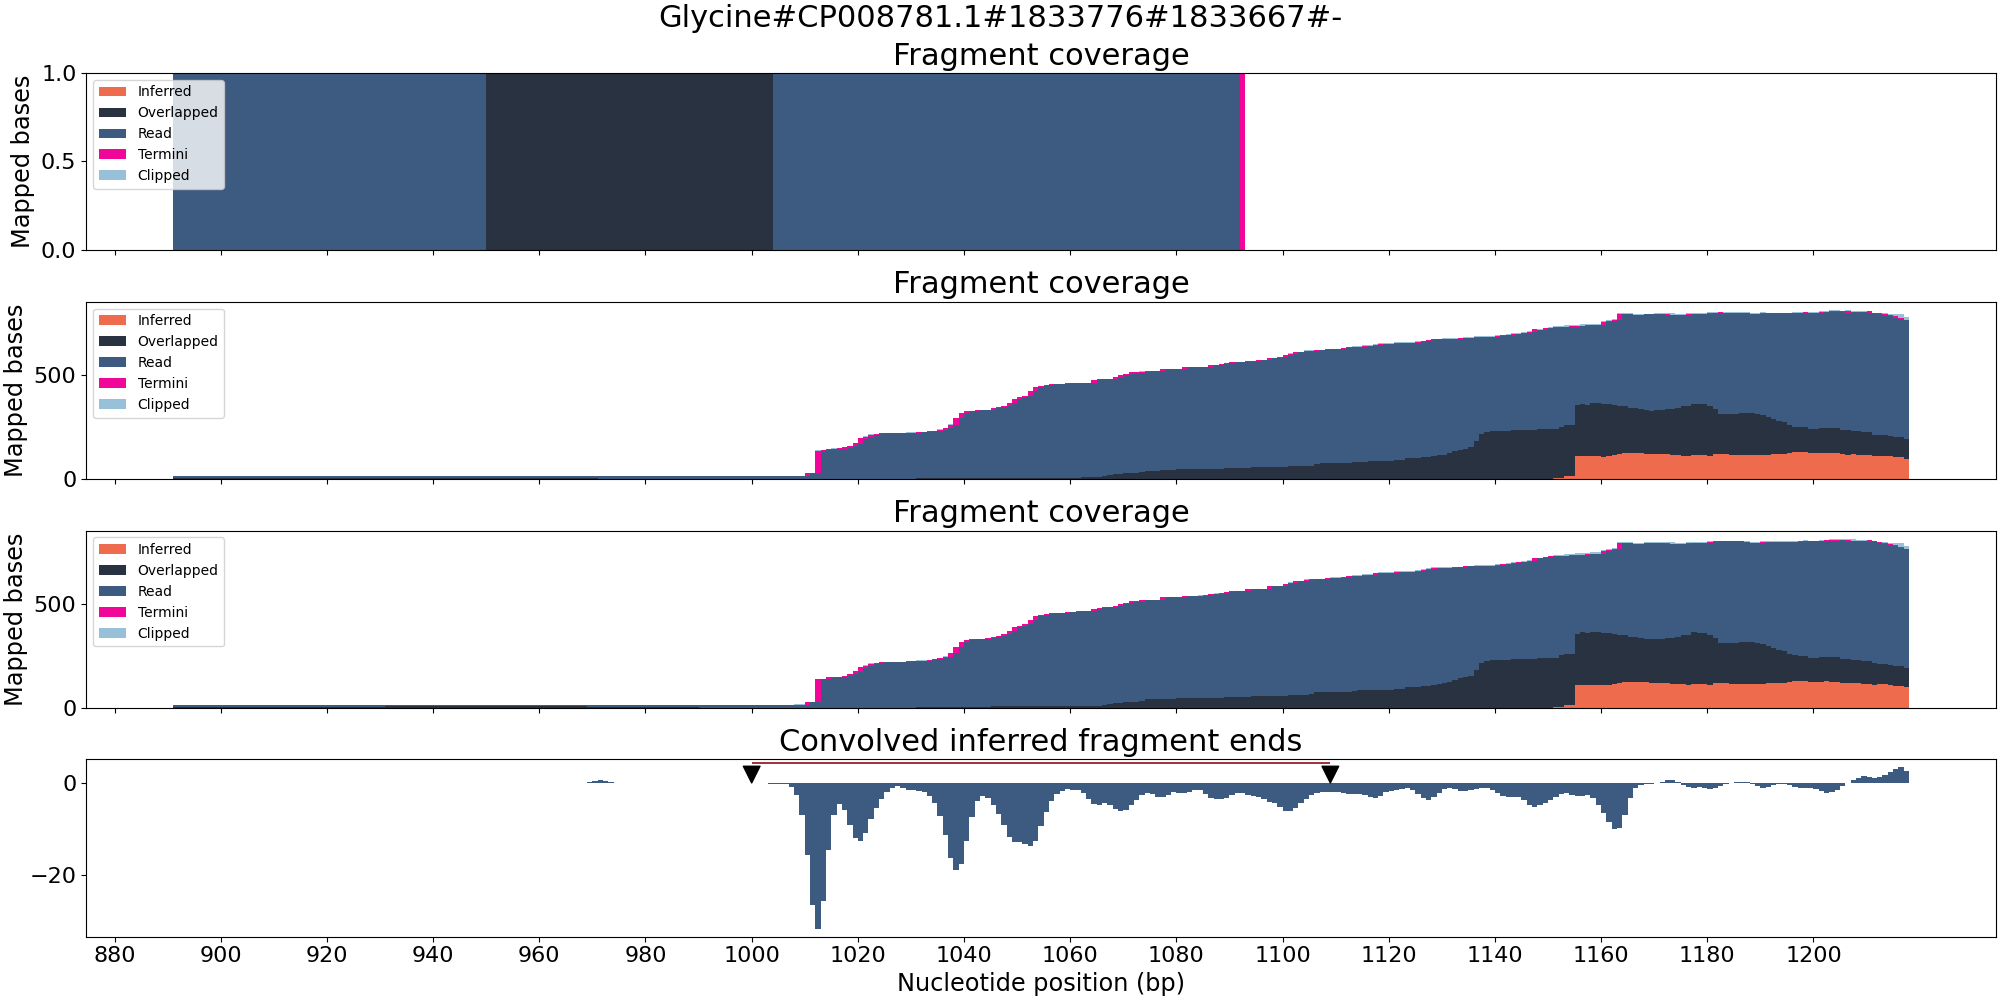 Glycine#CP008781.1#1833776#1833667#-
Fragment coverage
Mapped bases
1.0
0.5
0.0
Inferred
Overlapped
Read
Termini
Clipped
Fragment coverage
Mapped bases
500
0
Inferred
Overlapped
Read
Termini
Clipped
Fragment coverage
Mapped bases
500
0
Inferred
Overlapped
Read
Termini
Clipped
Convolved inferred fragment ends
0
−20
880 900 920 940 960 980 1000 1020 1040 1060 1080 1100 1120 1140 1160 1180 1200
Nucleotide position (bp)